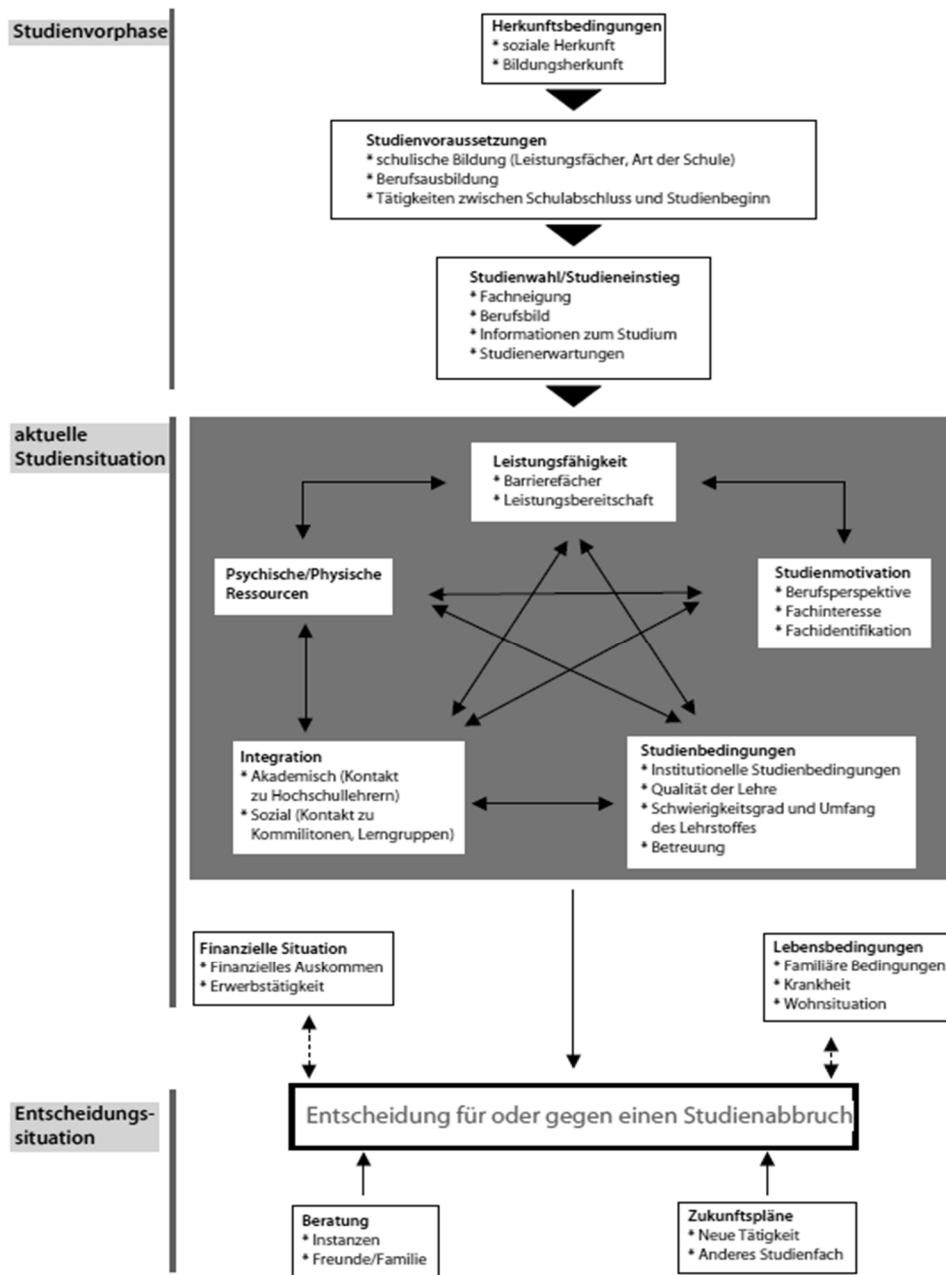 Studienvorphase
Herkunftsbedingungen
* soziale Herkunft
* Bildungsherkunft
Studienvoraussetzungen
* schulische Bildung (Leistungsfächer, Art der Schule)
* Berufsausbildung
* Tätigkeiten zwischen Schulabschluss und Studienbeginn
Studienwahl/Studieneinstieg
* Fachneigung
* Berufsbild
* Informationen zum Studium
* Studienerwartungen
aktuelle
Studiensituation
Leistungsfähigkeit
* Barrierefächer
* Leistungsbereitschaft
Psychische/Physische
Ressourcen
Studienmotivation
* Berufsperspektive
* Fachinteresse
* Fachidentifikation
Integration
* Akademisch (Kontakt
zu Hochschullehrern)
* Sozial (Kontakt zu
Kommilitonen, Lerngruppen)
Studienbedingungen
* Institutionelle Studienbedingungen
* Qualität der Lehre
* Schwierigkeitsgrad und Umfang
des Lehrstoffes
* Betreuung
Finanzielle Situation
* Finanzielles Auskommen
* Erwerbstätigkeit
Lebensbedingungen
* Familiäre Bedingungen
* Krankheit
* Wohnsituation
Entscheidungs-
situation
Entscheidung für oder gegen einen Studienabbruch
Beratung
* Instanzen
* Freunde/Familie
Zukunftspläne
* Neue Tätigkeit
* Anderes Studienfach